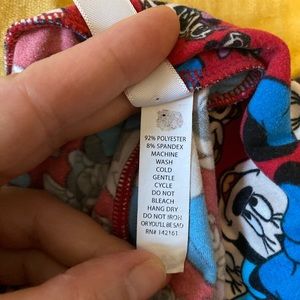 92% POLYESTER
8% SPANDEX
MACHINE
WASH
COLD
GENTLE
CYCLE
DO NOT
BLEACH
HANG DRY
DO NOT IRON
OR YOU'LL BE SAD
RN# 142161